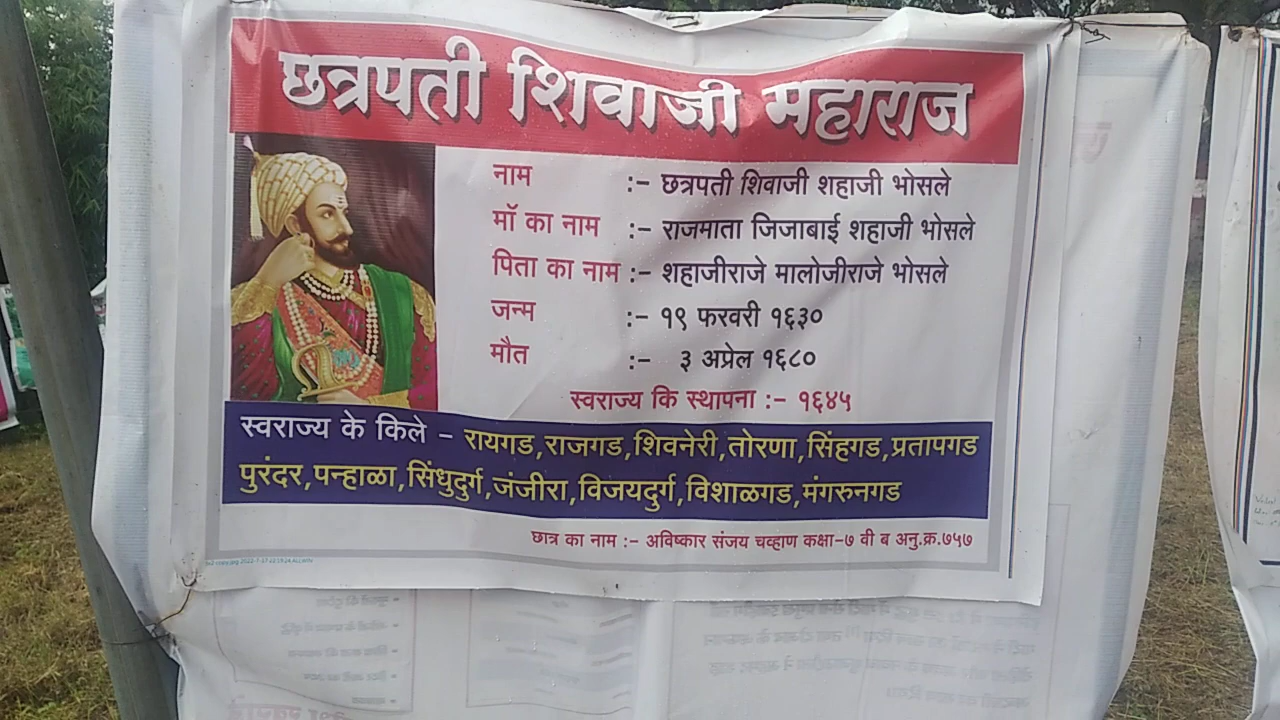 छत्रपती शिवाजी महाराज
नाम :- छत्रपती शिवाजी शहाजी भोसले
मॉ का नाम :- राजमाता जिजाबाई शहाजी भोसले
पिता का नाम :- शहाजीराजे मालोजीराजे भोसले
जन्म :- १९ फरवरी १६३०
मौत :- ३ अप्रेल १६८०
स्वराज्य कि स्थापना :- १६४५
स्वराज्य के किले - रायगड,राजगड,शिवनेरी,तोरणा,सिंहगड,प्रतापगड
पुरंदर,पन्हाळा,सिंधुदुर्ग,जंजीरा,विजयदुर्ग,विशाळगड,मंगरुनगड
छात्र का नाम :- अविष्कार संजय चव्हाण कक्षा-७ वी ब अनु.क्र.७५७